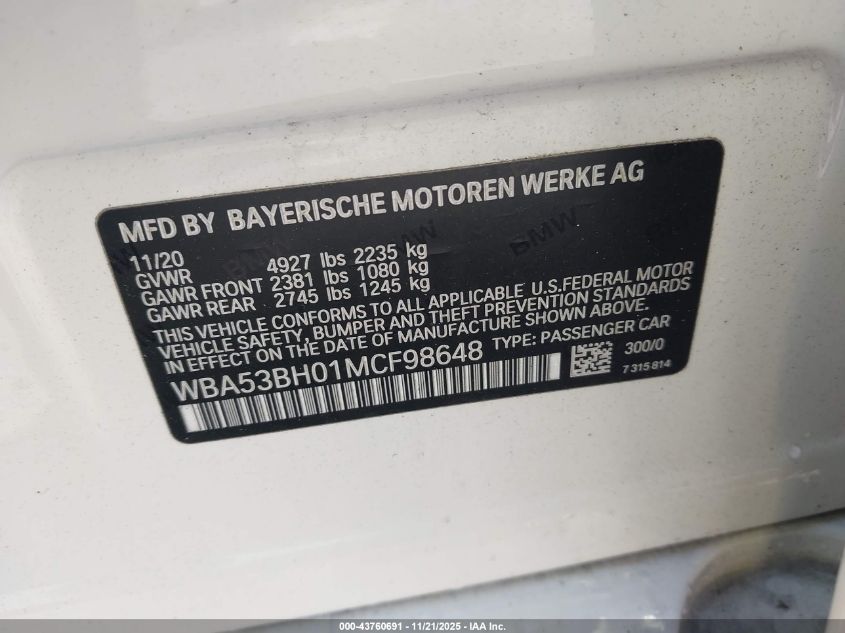 MFD BY BAYERISCHE MOTOREN WERKE AG
11/20
GVWR 4927 lbs 2235 kg
GAWR FRONT 2381 lbs 1080 kg
GAWR REAR 2745 lbs 1245 kg
THIS VEHICLE CONFORMS TO ALL APPLICABLE U.S.FEDERAL MOTOR
VEHICLE SAFETY, BUMPER AND THEFT PREVENTION STANDARDS
IN EFFECT ON THE DATE OF MANUFACTURE SHOWN ABOVE.
WBA53BH01MCF98648 TYPE: PASSENGER CAR
300/0
7 315 814
BMW
000-43760691 - 11/21/2025 - IAA Inc.